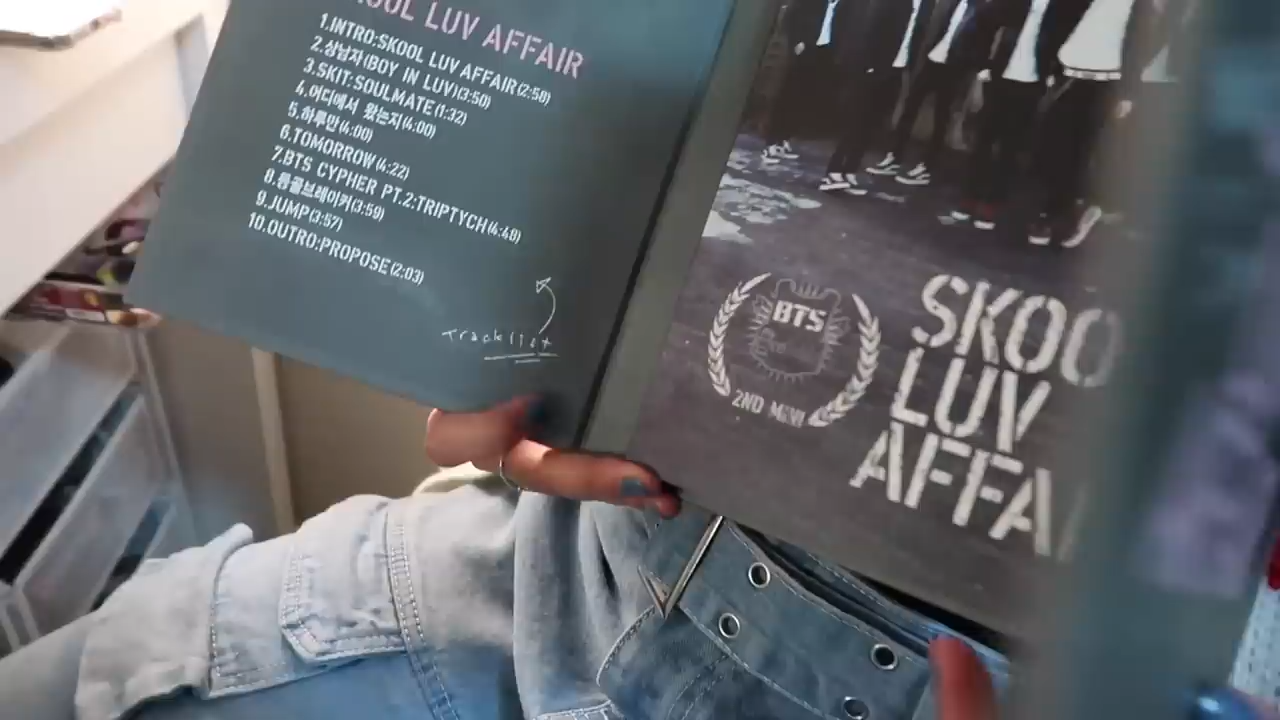 SKOOL LUV AFFAIR
1.INTRO:SKOOL LUV AFFAIR(2:58)
2.상남자(BOY IN LUV)(3:50)
3.SKIT:SOULMATE(1:32)
4.어디에서 왔는지(4:00)
5.하루만(4:00)
6.TOMORROW(4:22)
7.BTS CYPHER PT.2:TRIPTYCH(4:48)
8.등골브레이커(3:59)
9.JUMP(3:57)
10.OUTRO:PROPOSE(2:03)
Tracklist
BTS
2ND MINI
SKOO
LUV
AFFA